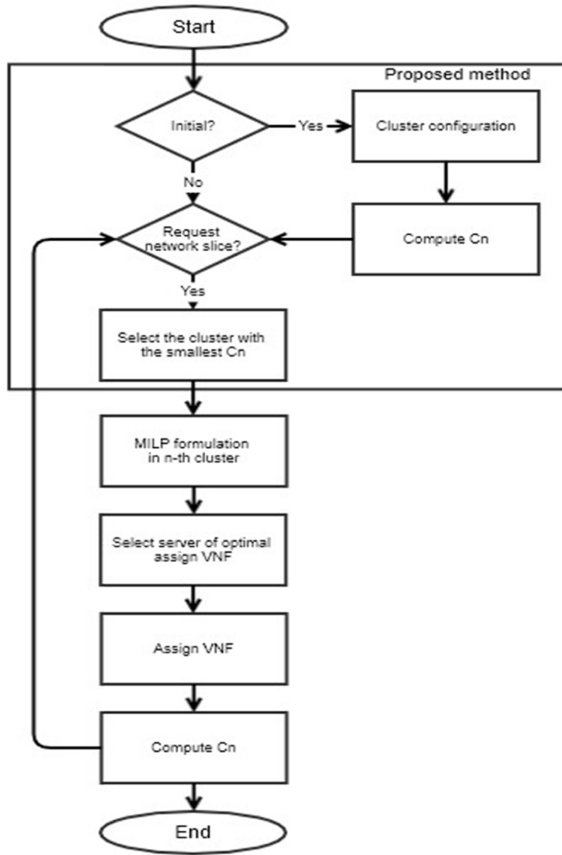 Start
Proposed method
Initial?
Yes
Cluster configuration
No
Request
network slice?
Compute Cn
Yes
Select the cluster with
the smallest Cn
MILP formulation
in n-th cluster
Select server of optimal
assign VNF
Assign VNF
Compute Cn
End